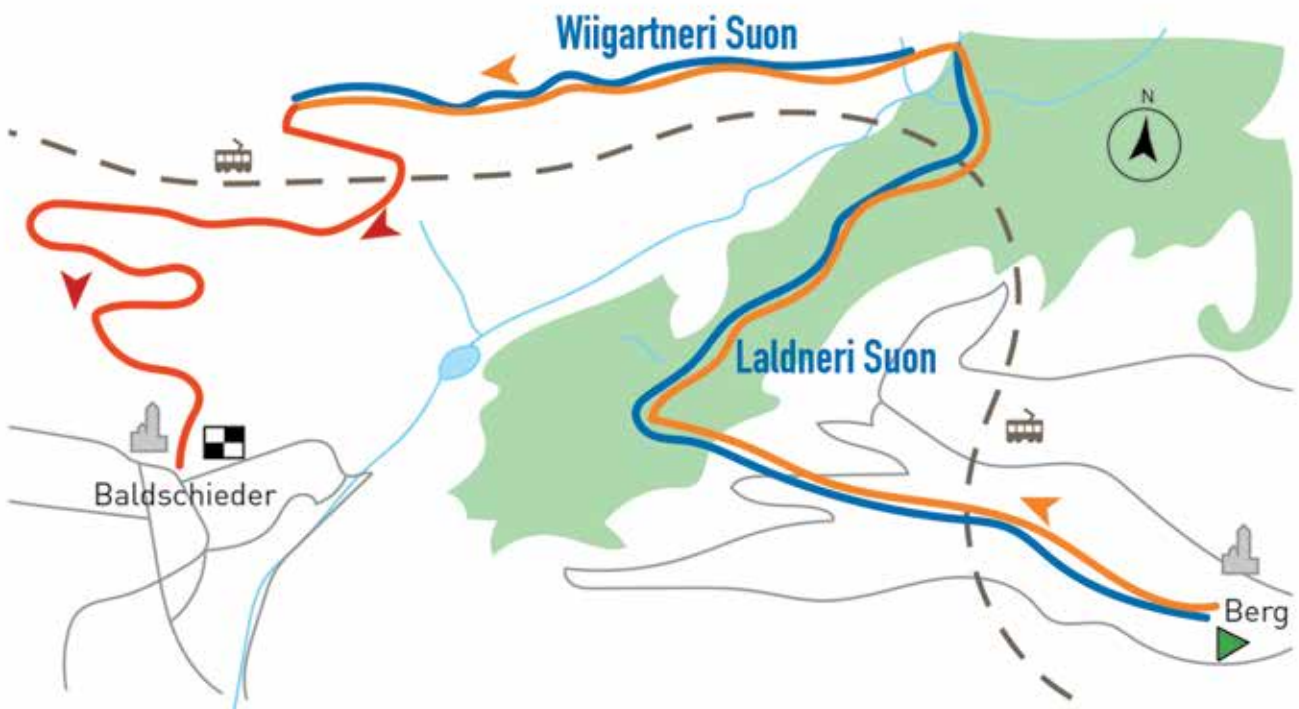 Wiigartneri Suon
N
Laldneri Suon
Baldschieder
Berg